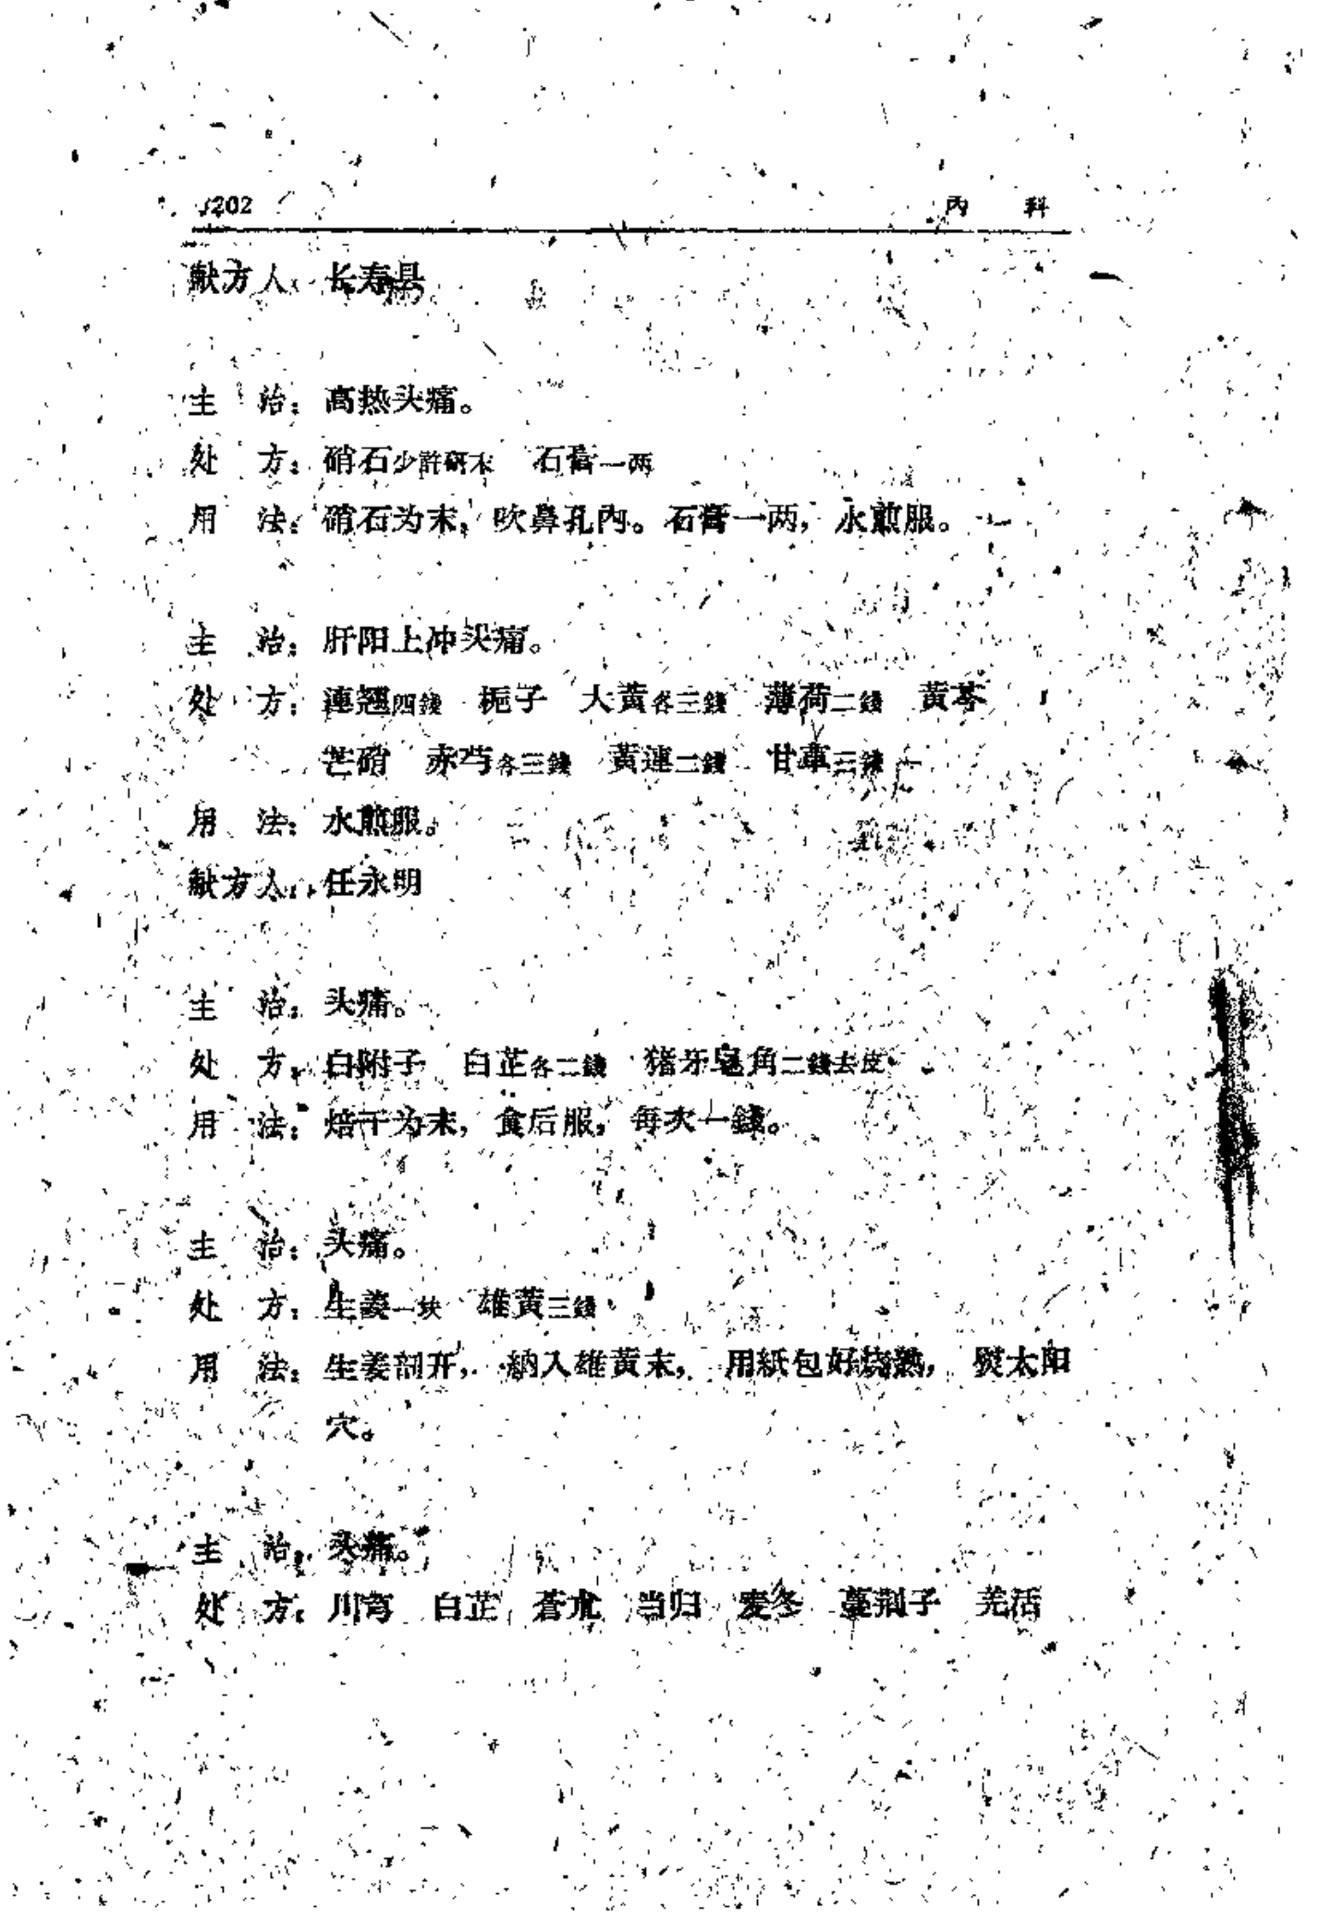 202 内　科
献方人：长寿县
主　治：高热头痛。
处　方：硝石少許研末　石膏一两
用　法：硝石为末，吹鼻孔內。石膏一两，水煎服。
主　治：肝阳上冲头痛。
处　方：連翘四錢　梔子　大黃各三錢　薄荷二錢　黃芩
芒硝　赤芍各三錢　黃連二錢　甘草三錢
用　法：水煎服。
献方人：任永明
主　治：头痛。
处　方：白附子　白芷各二錢　猪牙皂角二錢去皮
用　法：焙干为末，食后服，每次一錢。
主　治：头痛。
处　方：生姜一块　雄黃三錢
用　法：生姜剖开，納入雄黃末，用紙包好烧熟，熨太阳
穴。
主　治：头痛。
处　方：川芎　白芷　蒼朮　当归　麦冬　蔓荆子　羌活